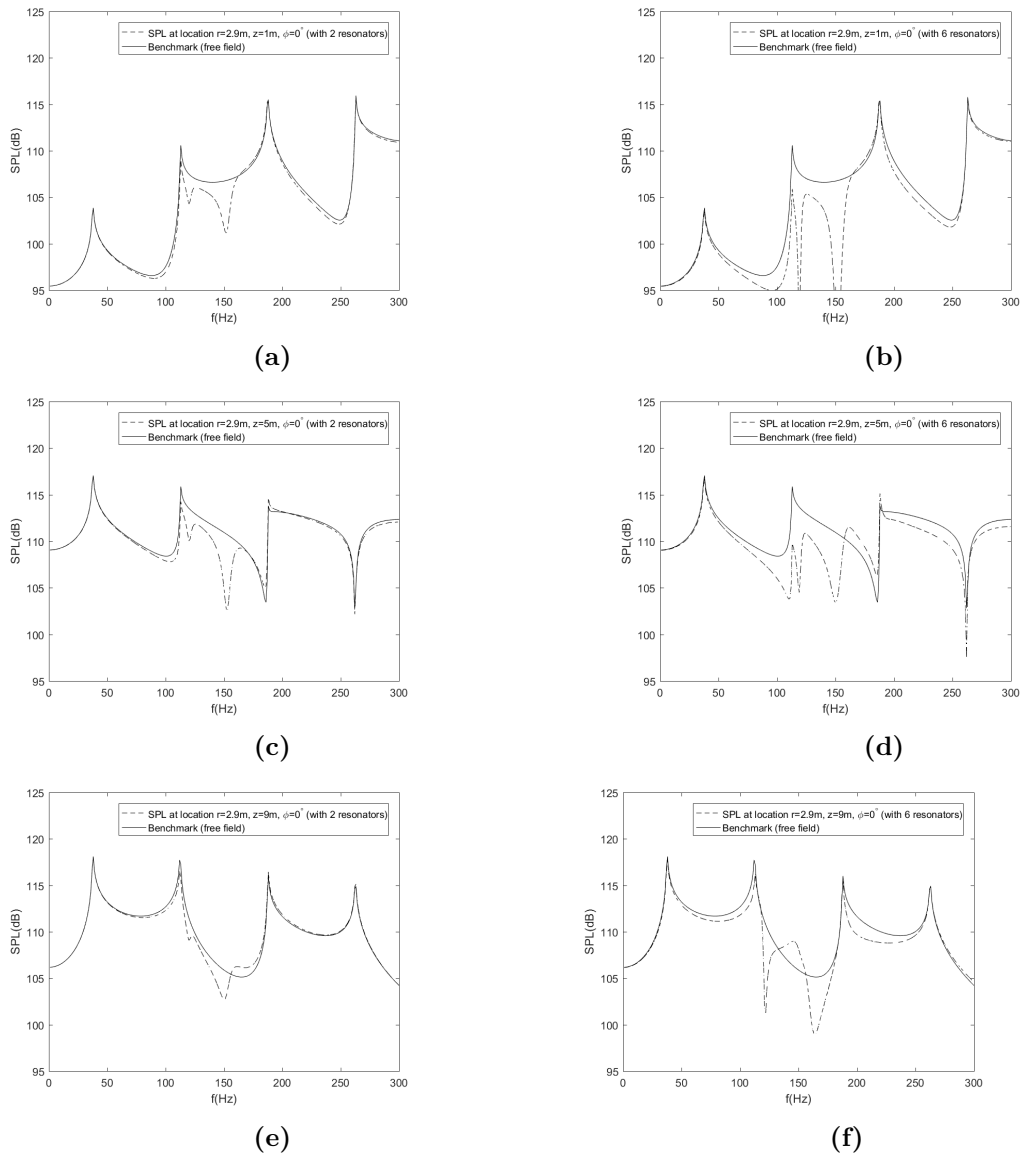 125
120
115
110
105
100
95
SPL(dB)
0 50 100 150 200 250 300
f(Hz)
SPL at location r=2.9m, z=1m, ϕ=0° (with 2 resonators)
Benchmark (free field)
(a)
125
120
115
110
105
100
95
SPL(dB)
0 50 100 150 200 250 300
f(Hz)
SPL at location r=2.9m, z=1m, ϕ=0° (with 6 resonators)
Benchmark (free field)
(b)
125
120
115
110
105
100
95
SPL(dB)
0 50 100 150 200 250 300
f(Hz)
SPL at location r=2.9m, z=5m, ϕ=0° (with 2 resonators)
Benchmark (free field)
(c)
125
120
115
110
105
100
95
SPL(dB)
0 50 100 150 200 250 300
f(Hz)
SPL at location r=2.9m, z=5m, ϕ=0° (with 6 resonators)
Benchmark (free field)
(d)
125
120
115
110
105
100
95
SPL(dB)
0 50 100 150 200 250 300
f(Hz)
SPL at location r=2.9m, z=9m, ϕ=0° (with 2 resonators)
Benchmark (free field)
(e)
125
120
115
110
105
100
95
SPL(dB)
0 50 100 150 200 250 300
f(Hz)
SPL at location r=2.9m, z=9m, ϕ=0° (with 6 resonators)
Benchmark (free field)
(f)